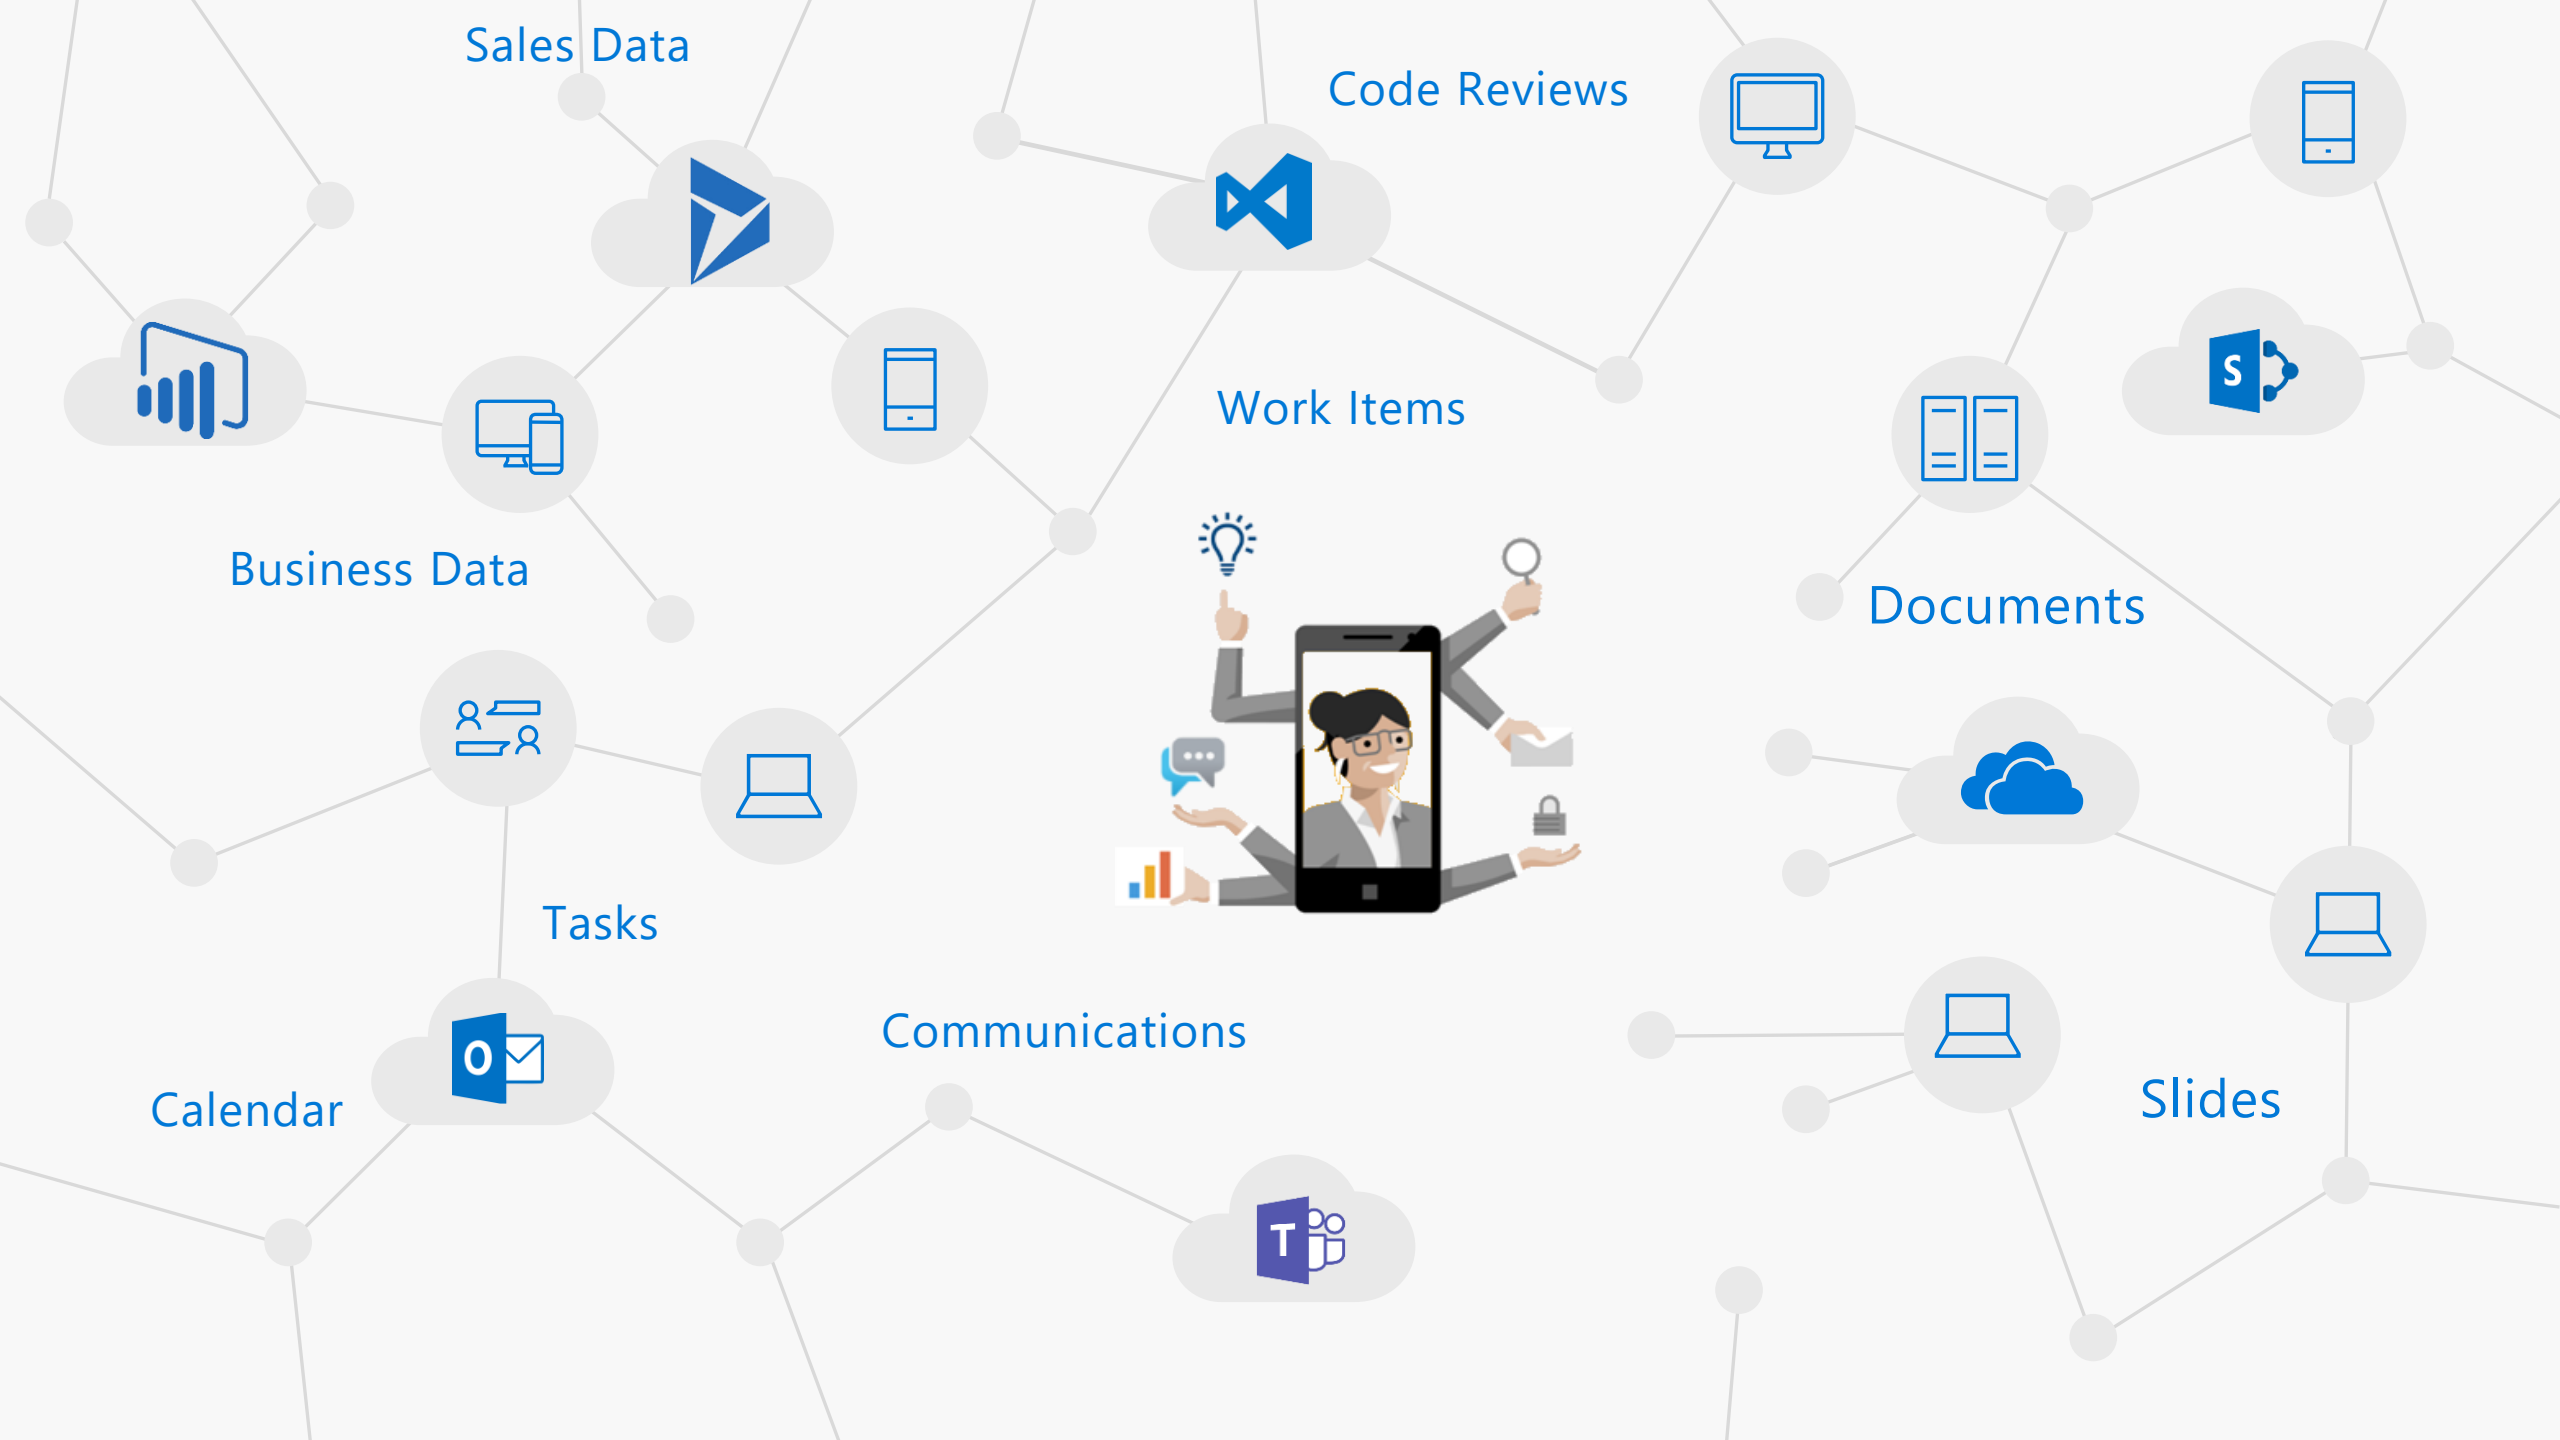 Sales Data
Code Reviews
Work Items
Business Data
Documents
Tasks
Communications
Calendar
Slides
S
O
T